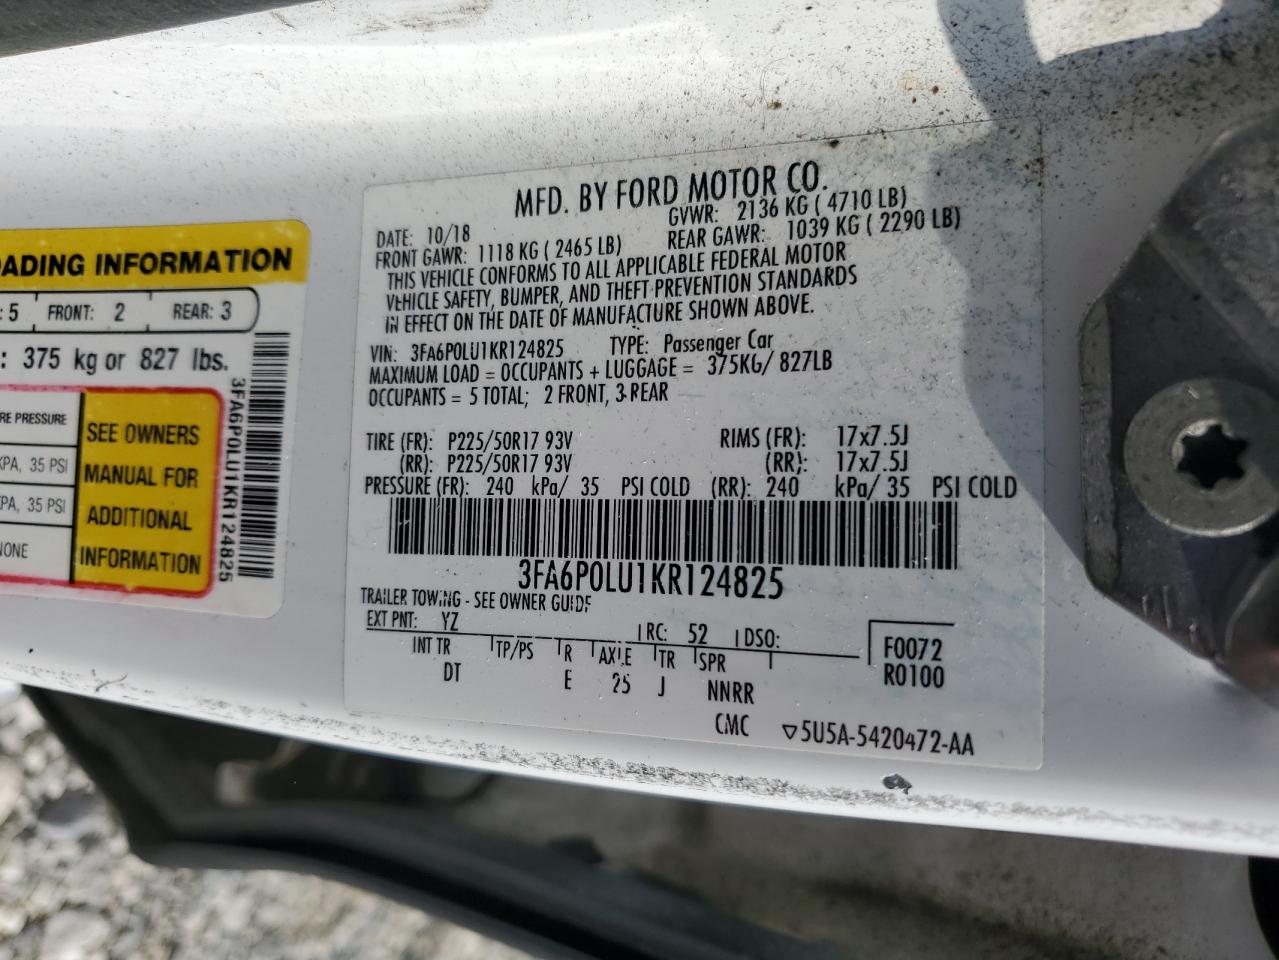 OADING INFORMATION
: 5 FRONT: 2 REAR: 3
: 375 kg or 827 lbs.
RE PRESSURE
KPA, 35 PSI
KPA, 35 PSI
NONE
SEE OWNERS
MANUAL FOR
ADDITIONAL
INFORMATION
3FA6P0LU1KR124825
MFD. BY FORD MOTOR CO.
DATE: 10/18 GVWR: 2136 KG ( 4710 LB)
FRONT GAWR: 1118 KG ( 2465 LB) REAR GAWR: 1039 KG ( 2290 LB)
THIS VEHICLE CONFORMS TO ALL APPLICABLE FEDERAL MOTOR
VEHICLE SAFETY, BUMPER, AND THEFT PREVENTION STANDARDS
IN EFFECT ON THE DATE OF MANUFACTURE SHOWN ABOVE.
VIN: 3FA6P0LU1KR124825 TYPE: Passenger Car
MAXIMUM LOAD = OCCUPANTS + LUGGAGE = 375KG/ 827LB
OCCUPANTS = 5 TOTAL; 2 FRONT, 3-REAR
TIRE (FR): P225/50R17 93V RIMS (FR): 17x7.5J
(RR): P225/50R17 93V (RR): 17x7.5J
PRESSURE (FR): 240 kPa/ 35 PSI COLD (RR): 240 kPa/ 35 PSI COLD
3FA6P0LU1KR124825
TRAILER TOWING - SEE OWNER GUIDE
EXT PNT: YZ RC: 52 DSO:
INT TR TP/PS R AXLE TR SPR
DT E 25 J NNRR
F0072
R0100
CMC ▽5U5A-5420472-AA